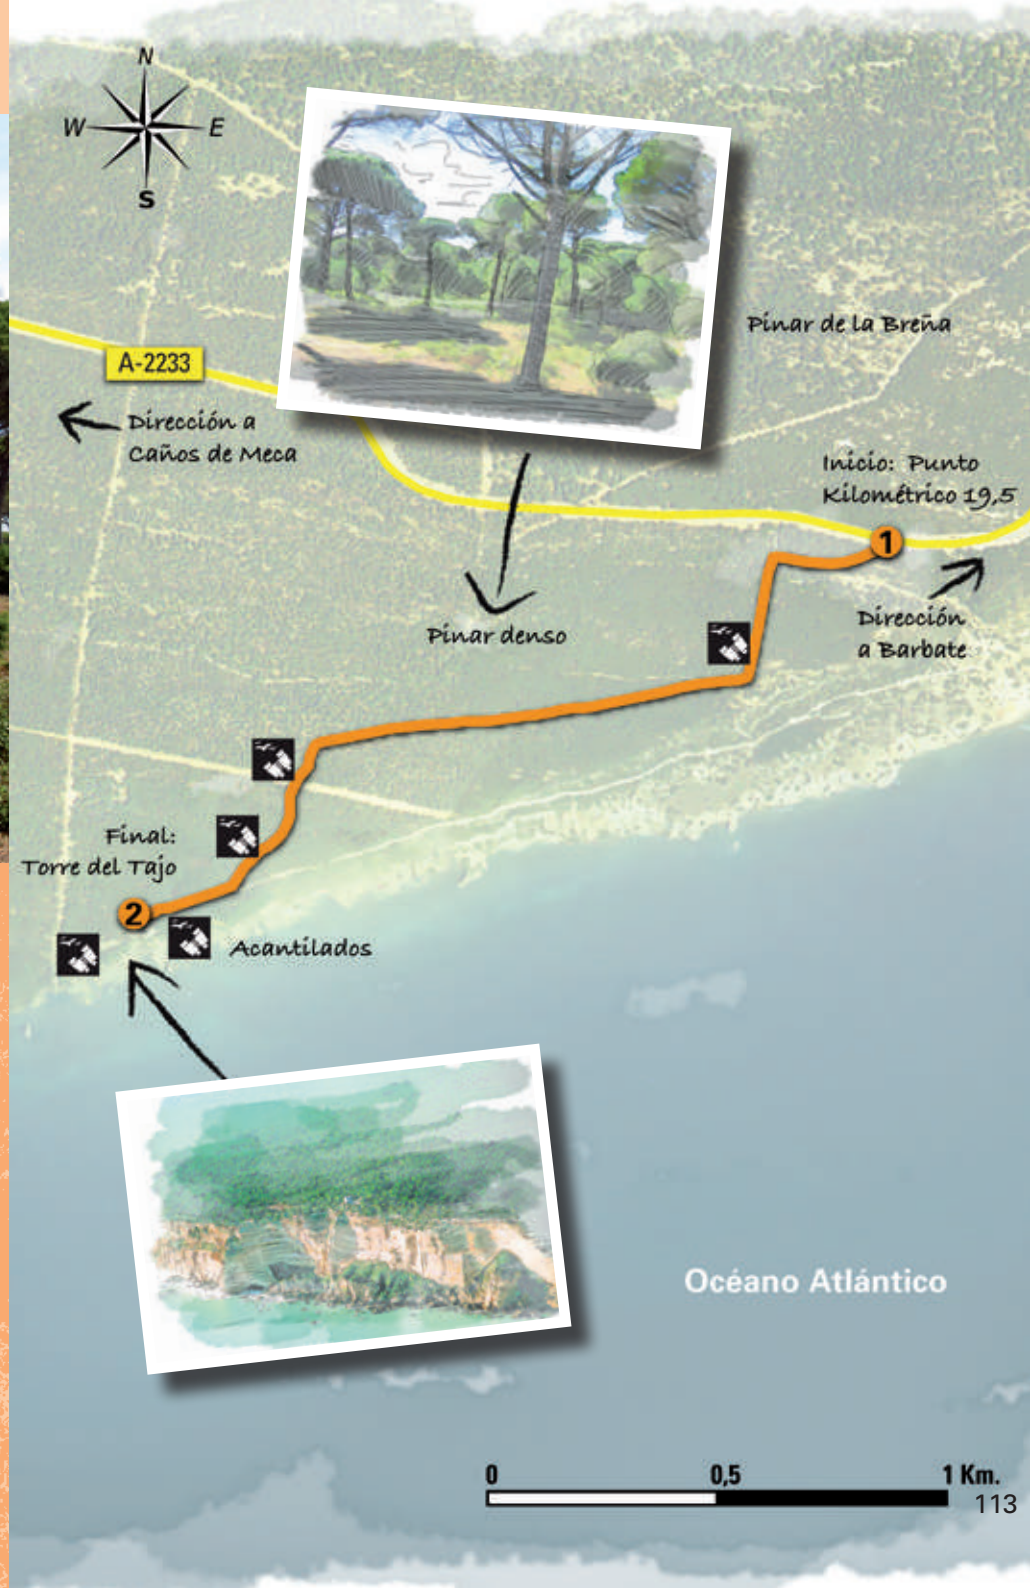 N
W
E
S
Pinar de la Breña
A-2233
Dirección a
Caños de Meca
Inicio: Punto
Kilométrico 19,5
1
Dirección
a Barbate
Pinar denso
Final:
Torre del Tajo
2
Acantilados
Océano Atlántico
0 0,5 1 Km.
113